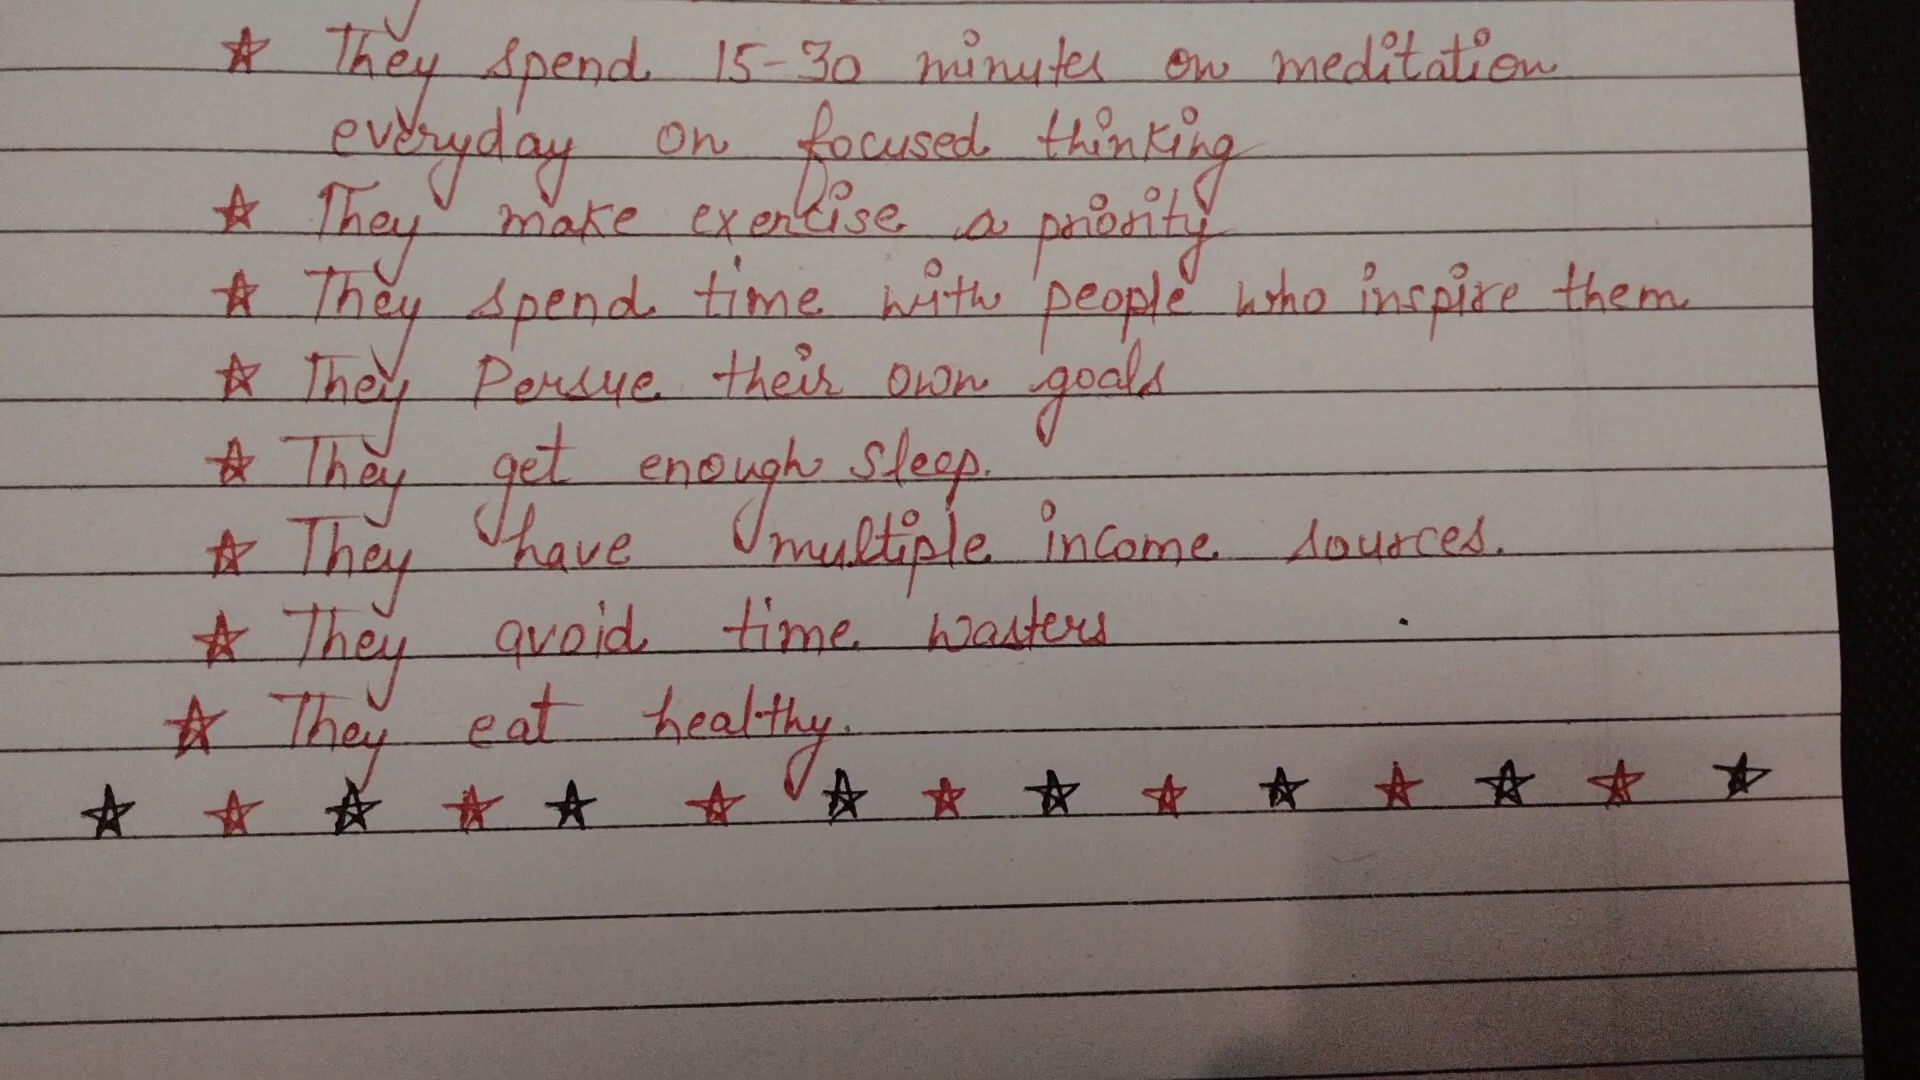 ☆ They spend 15-30 minutes on meditation
everyday on focused thinking
☆ They make exercise a priority
☆ They spend time with people who inspire them
☆ They Persue their own goals
☆ They get enough sleep.
☆ They have multiple income sources.
☆ They avoid time wasters
☆ They eat healthy.